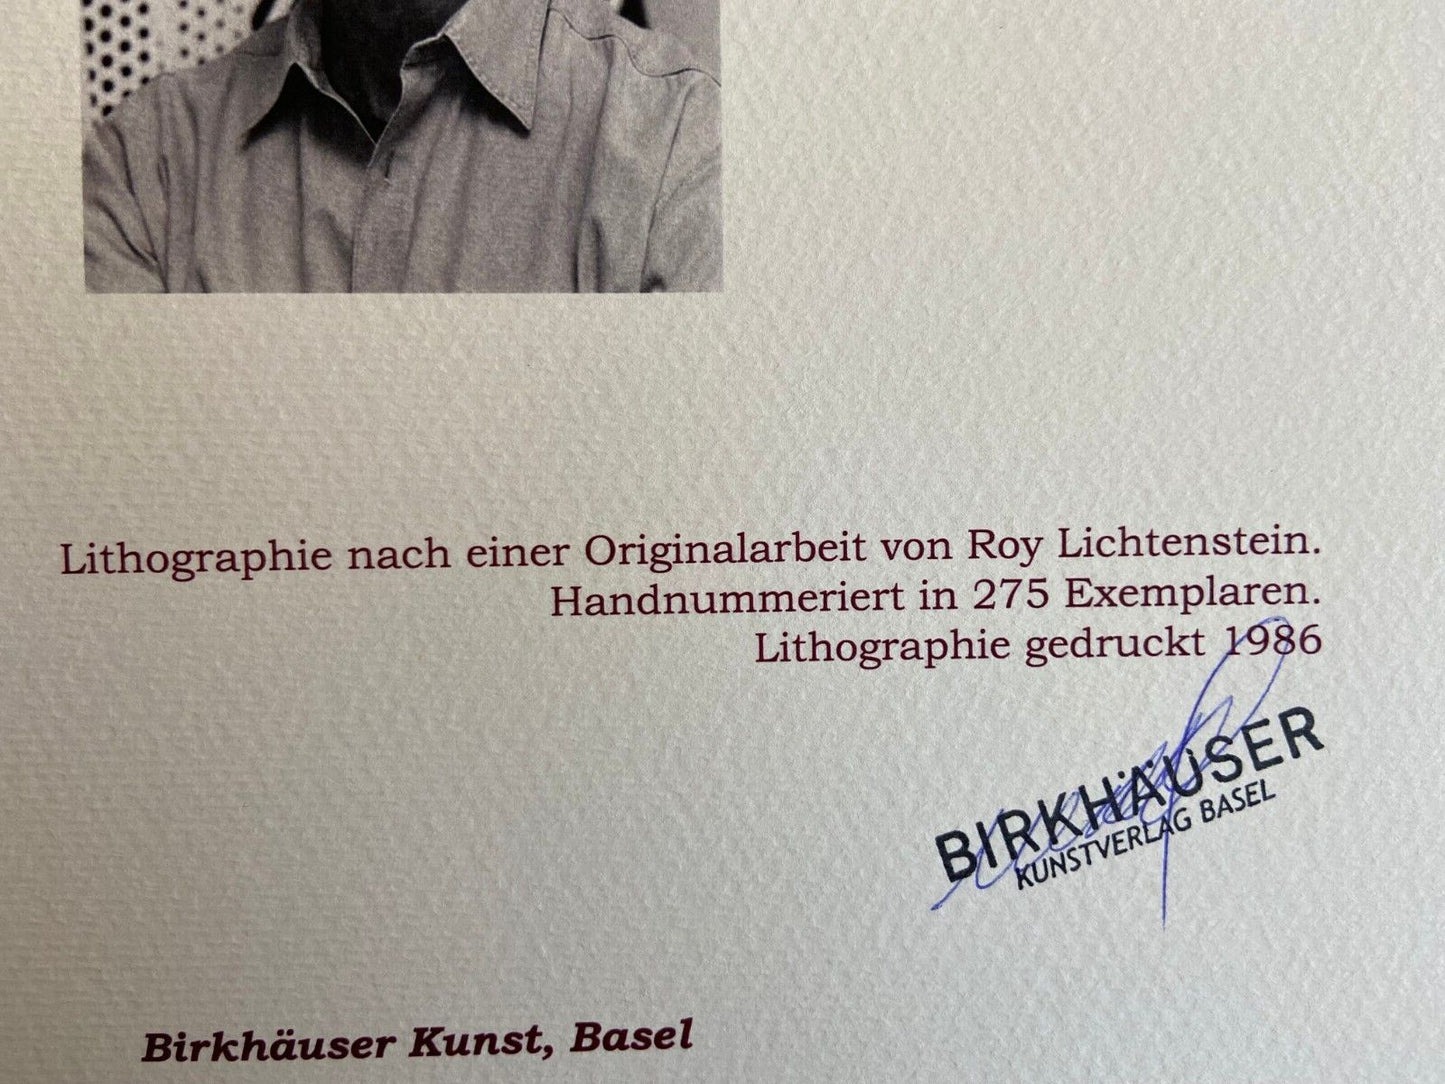 Lithographie nach einer Originalarbeit von Roy Lichtenstein.
Handnummeriert in 275 Exemplaren.
Lithographie gedruckt 1986
BIRKHÄUSER
KUNSTVERLAG BASEL
Birkhäuser Kunst, Basel